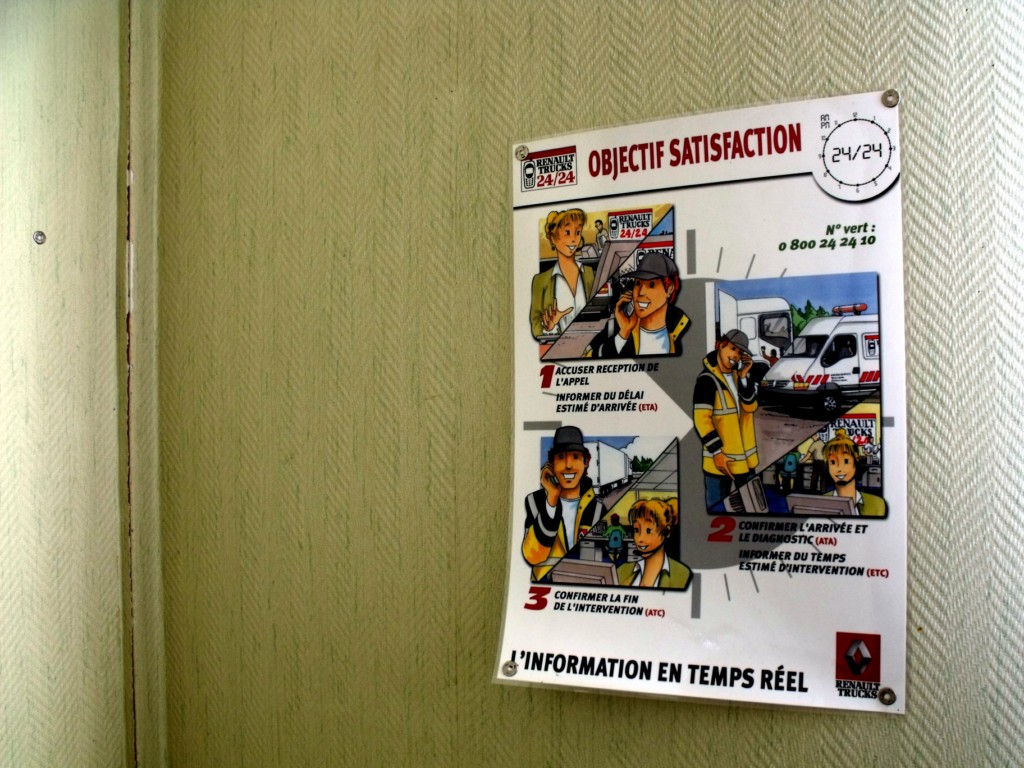 RENAULT
TRUCKS
24/24
OBJECTIF SATISFACTION
AM
PM
24/24
N° vert :
0 800 24 24 10
RENAULT
TRUCKS
24/24
RENA
1 ACCUSER RECEPTION DE
L'APPEL
INFORMER DU DÉLAI
ESTIMÉ D'ARRIVÉE (ETA)
RENAULT
TRUCKS
2 CONFIRMER L'ARRIVÉE ET
LE DIAGNOSTIC (ATA)
INFORMER DU TEMPS
ESTIMÉ D'INTERVENTION (ETC)
3 CONFIRMER LA FIN
DE L'INTERVENTION (ATC)
L'INFORMATION EN TEMPS RÉEL
RENAULT
TRUCKS